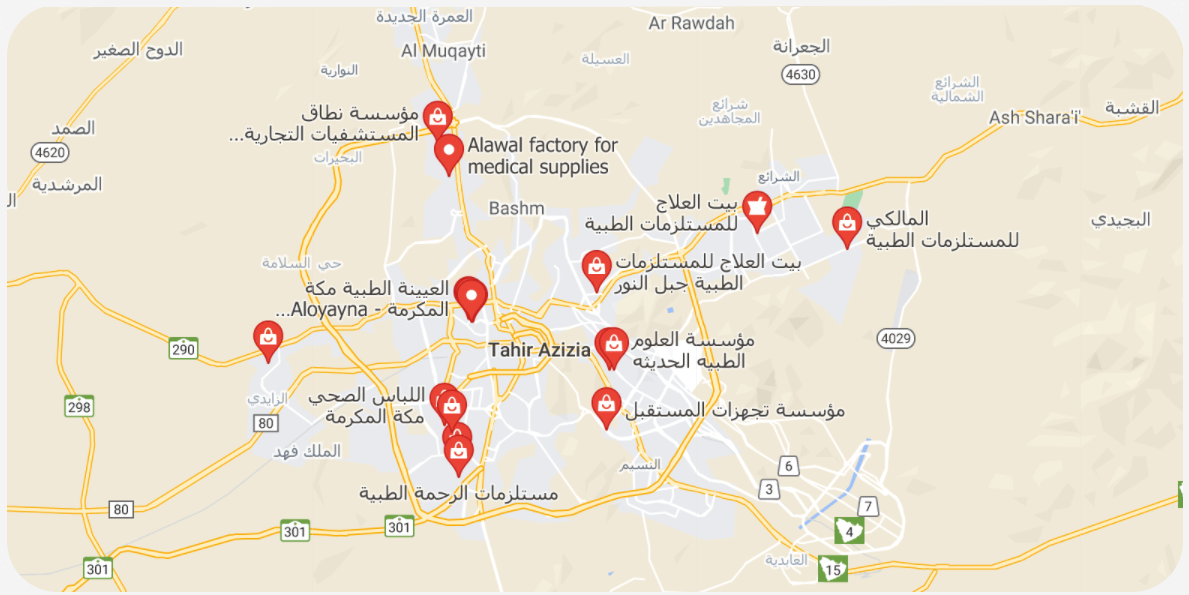 العمرة الجديدة
Ar Rawdah
الدوح الصغير
Al Muqayti
العسيلة
الجعرانة
4630
النوارية
الشرائع
الشمالية
شرائع
المجاهدين
Ash Shara'i'
القشبة
مؤسسة نطاق
المستشفيات التجارية...
الصمد
4620
البحيرات
Alawal factory for
medical supplies
المرشدية
الشرائع
Bashm
بيت العلاج
للمستلزمات الطبية
المالكي
للمستلزمات الطبية
البجيدي
حي السلامة
بيت العلاج للمستلزمات
الطبية جبل النور
العيينة الطبية مكة
المكرمة - Aloyayna...
290
Tahir Azizia
مؤسسة العلوم
الطبيه الحديثه
4029
298
الزايدي
80
اللباس الصحي
مكة المكرمة
مؤسسة تجهزات المستقبل
الملك فهد
النسيم
6
3
7
مستلزمات الرحمة الطبية
80
301
301
4
301
العابدية
15